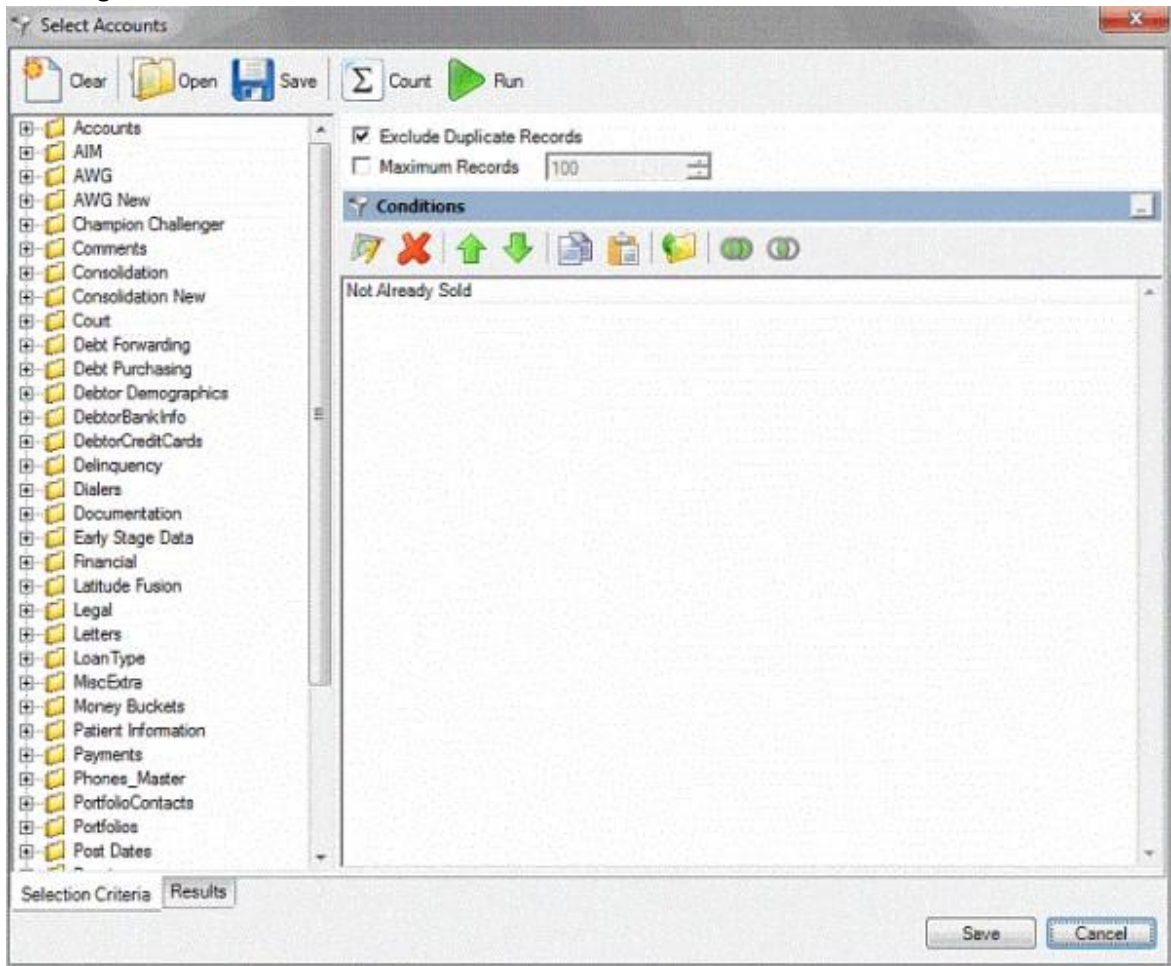 Select Accounts
Clear Open Save Σ Count Run
Accounts
AIM
AWG
AWG New
Champion Challenger
Comments
Consolidation
Consolidation New
Court
Debt Forwarding
Debt Purchasing
Debtor Demographics
DebtorBankInfo
DebtorCreditCards
Delinquency
Dialers
Documentation
Early Stage Data
Financial
Latitude Fusion
Legal
Letters
LoanType
MiscExtra
Money Buckets
Patient Information
Payments
Phones_Master
PortfolioContacts
Portfolios
Post Dates
Exclude Duplicate Records
Maximum Records 100
Conditions
Not Already Sold
Selection Criteria Results
Save Cancel